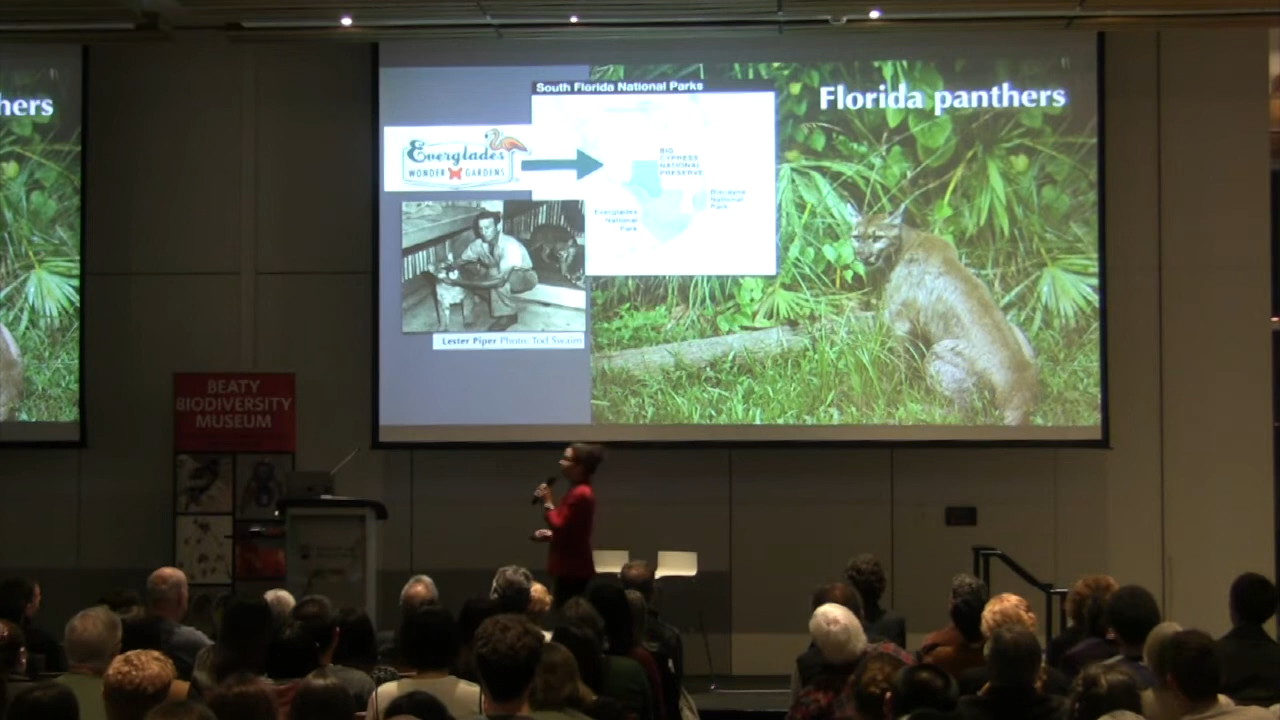 hers
South Florida National Parks
Florida panthers
Everglades
WONDER GARDENS
BIG
CYPRESS
NATIONAL
PRESERVE
Biscayne
National
Park
Everglades
National
Park
Lester Piper Photo: Tod Swaim
BEATY
BIODIVERSITY
MUSEUM